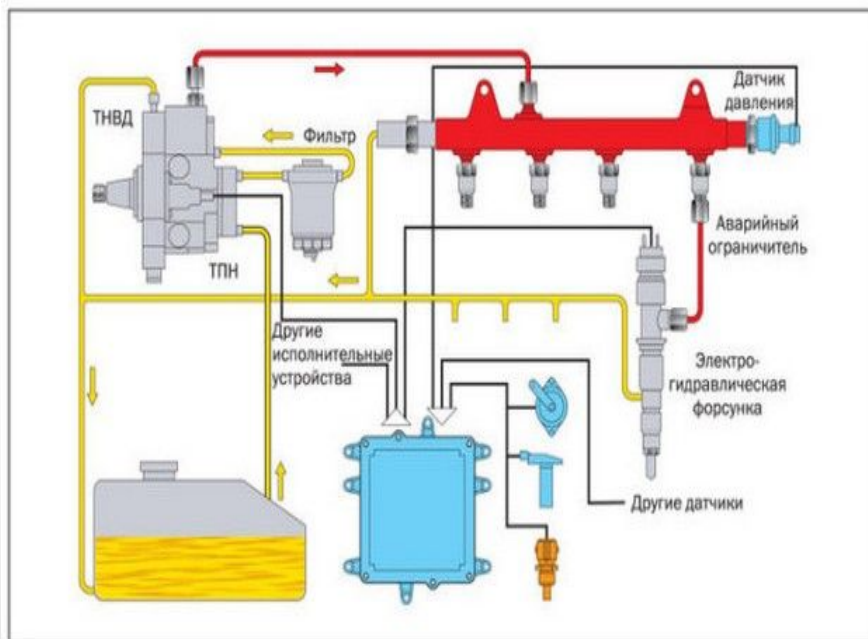 Датчик
давления
ТНВД
Фильтр
Аварийный
ограничитель
ТПН
Другие
исполнительные
устройства
Электро-
гидравлическая
форсунка
Другие датчики